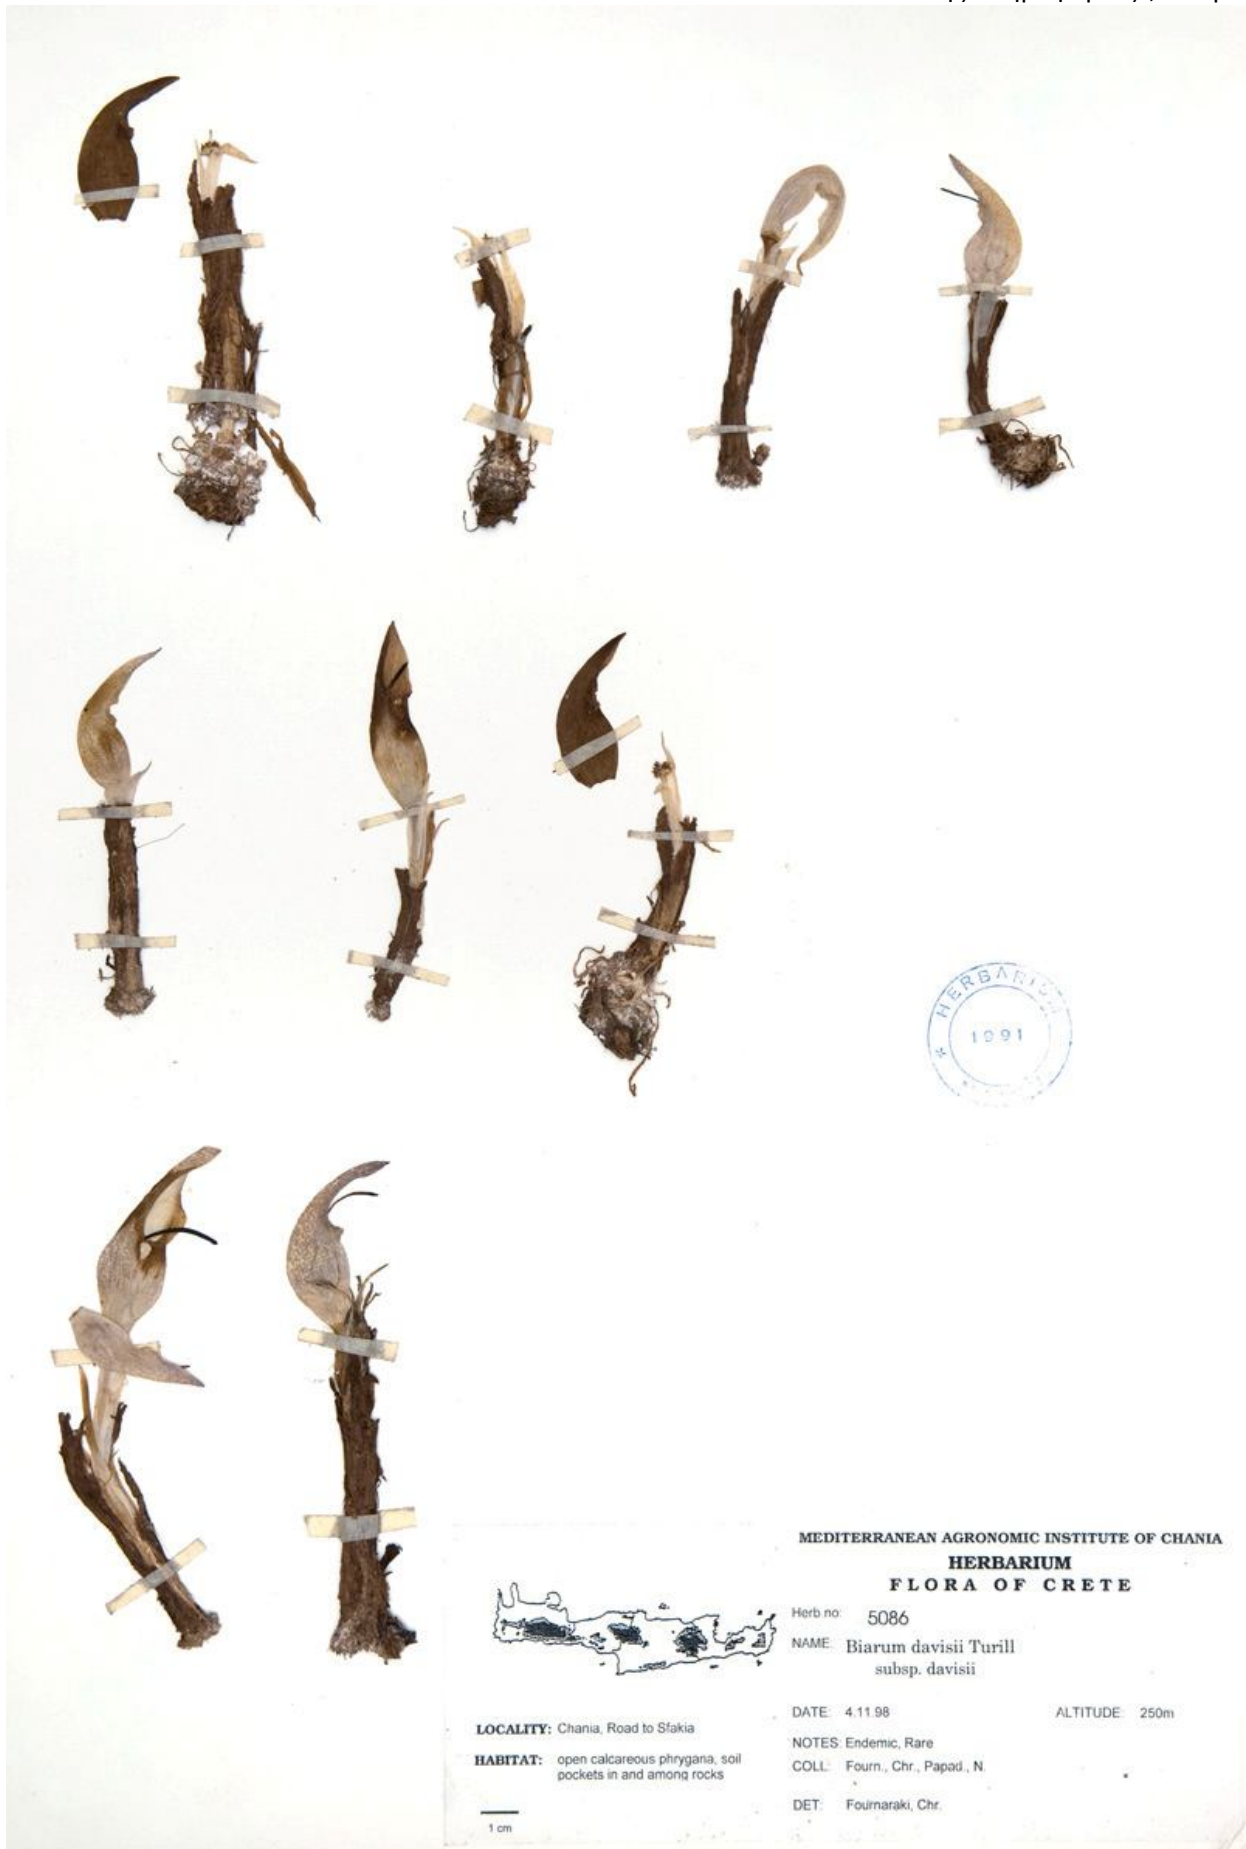 HERBARIUM
1991
MEDITERRANEAN AGRONOMIC INSTITUTE OF CHANIA
HERBARIUM
FLORA OF CRETE
Herb no: 5086
NAME: Biarum davisii Turill
subsp. davisii
DATE: 4.11.98 ALTITUDE: 250m
NOTES: Endemic, Rare
COLL: Fourn., Chr., Papad., N.
DET: Fournaraki, Chr.
LOCALITY: Chania, Road to Sfakia
HABITAT: open calcareous phrygana, soil
pockets in and among rocks
1 cm